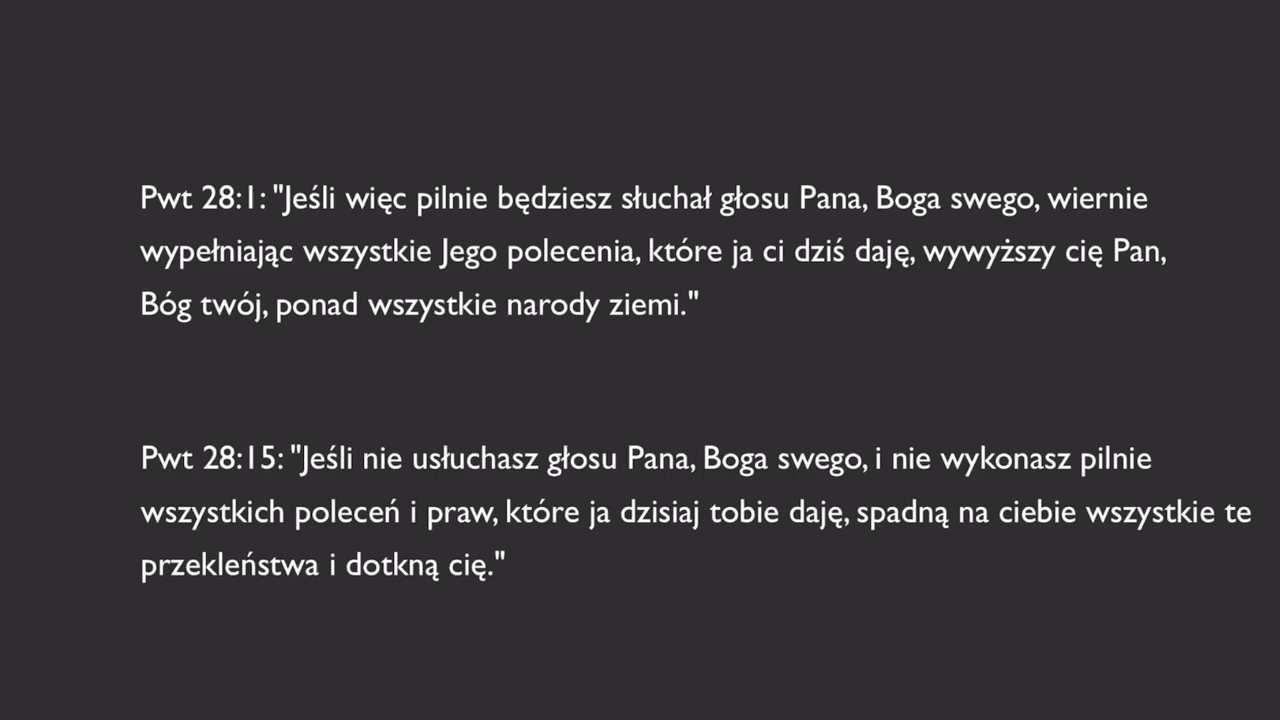 Pwt 28:1: "Jeśli więc pilnie będziesz słuchał głosu Pana, Boga swego, wiernie
wypełniając wszystkie Jego polecenia, które ja ci dziś daję, wywyższy cię Pan,
Bóg twój, ponad wszystkie narody ziemi."
Pwt 28:15: "Jeśli nie usłuchasz głosu Pana, Boga swego, i nie wykonasz pilnie
wszystkich poleceń i praw, które ja dzisiaj tobie daję, spadną na ciebie wszystkie te
przekleństwa i dotkną cię."